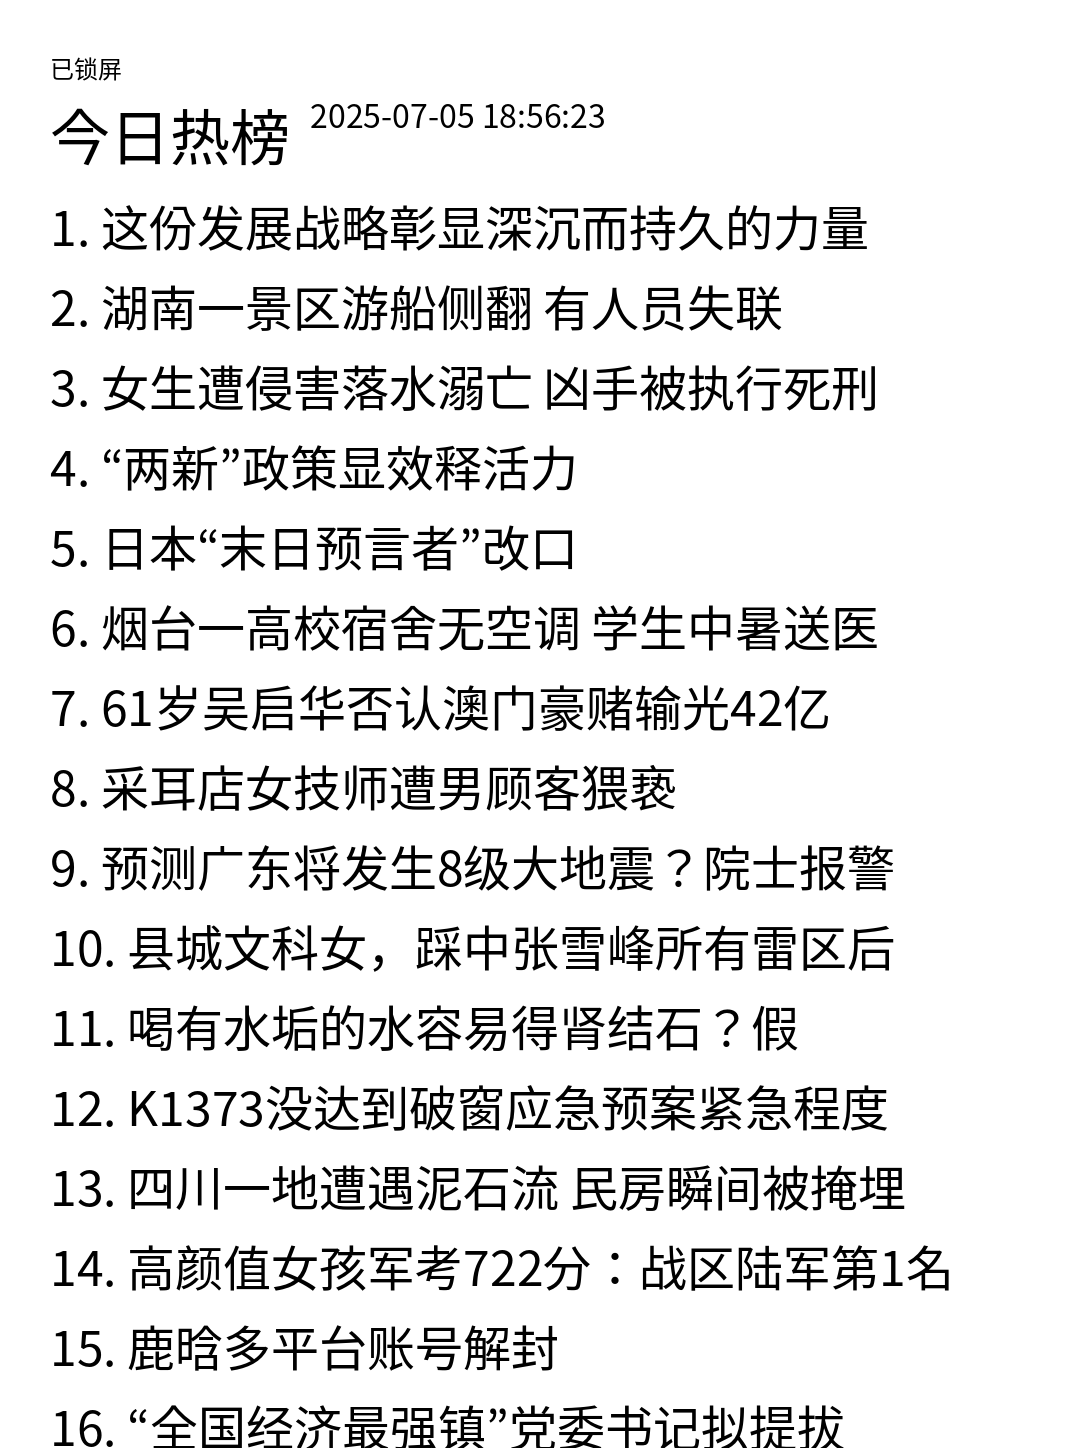 已锁屏
今日热榜 2025-07-05 18:56:23
1. 这份发展战略彰显深沉而持久的力量
2. 湖南一景区游船侧翻 有人员失联
3. 女生遭侵害落水溺亡 凶手被执行死刑
4. “两新”政策显效释活力
5. 日本“末日预言者”改口
6. 烟台一高校宿舍无空调 学生中暑送医
7. 61岁吴启华否认澳门豪赌输光42亿
8. 采耳店女技师遭男顾客猥亵
9. 预测广东将发生8级大地震？院士报警
10. 县城文科女，踩中张雪峰所有雷区后
11. 喝有水垢的水容易得肾结石？假
12. K1373没达到破窗应急预案紧急程度
13. 四川一地遭遇泥石流 民房瞬间被掩埋
14. 高颜值女孩军考722分：战区陆军第1名
15. 鹿晗多平台账号解封
16. “全国经济最强镇”党委书记拟提拔